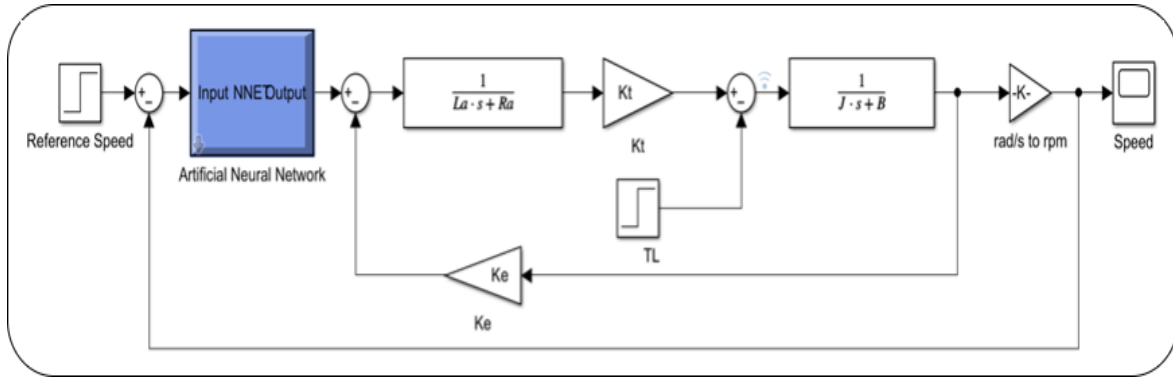 Reference Speed
+
−
Input NNET Output
Artificial Neural Network
+
−
1
La · s + Ra
Kt
Kt
+
−
1
J · s + B
-K-
rad/s to rpm
Speed
TL
Ke
Ke